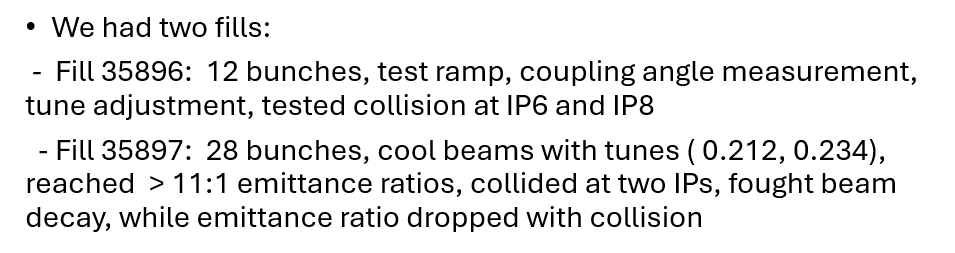 • We had two fills:
- Fill 35896: 12 bunches, test ramp, coupling angle measurement,
tune adjustment, tested collision at IP6 and IP8
- Fill 35897: 28 bunches, cool beams with tunes ( 0.212, 0.234),
reached > 11:1 emittance ratios, collided at two IPs, fought beam
decay, while emittance ratio dropped with collision